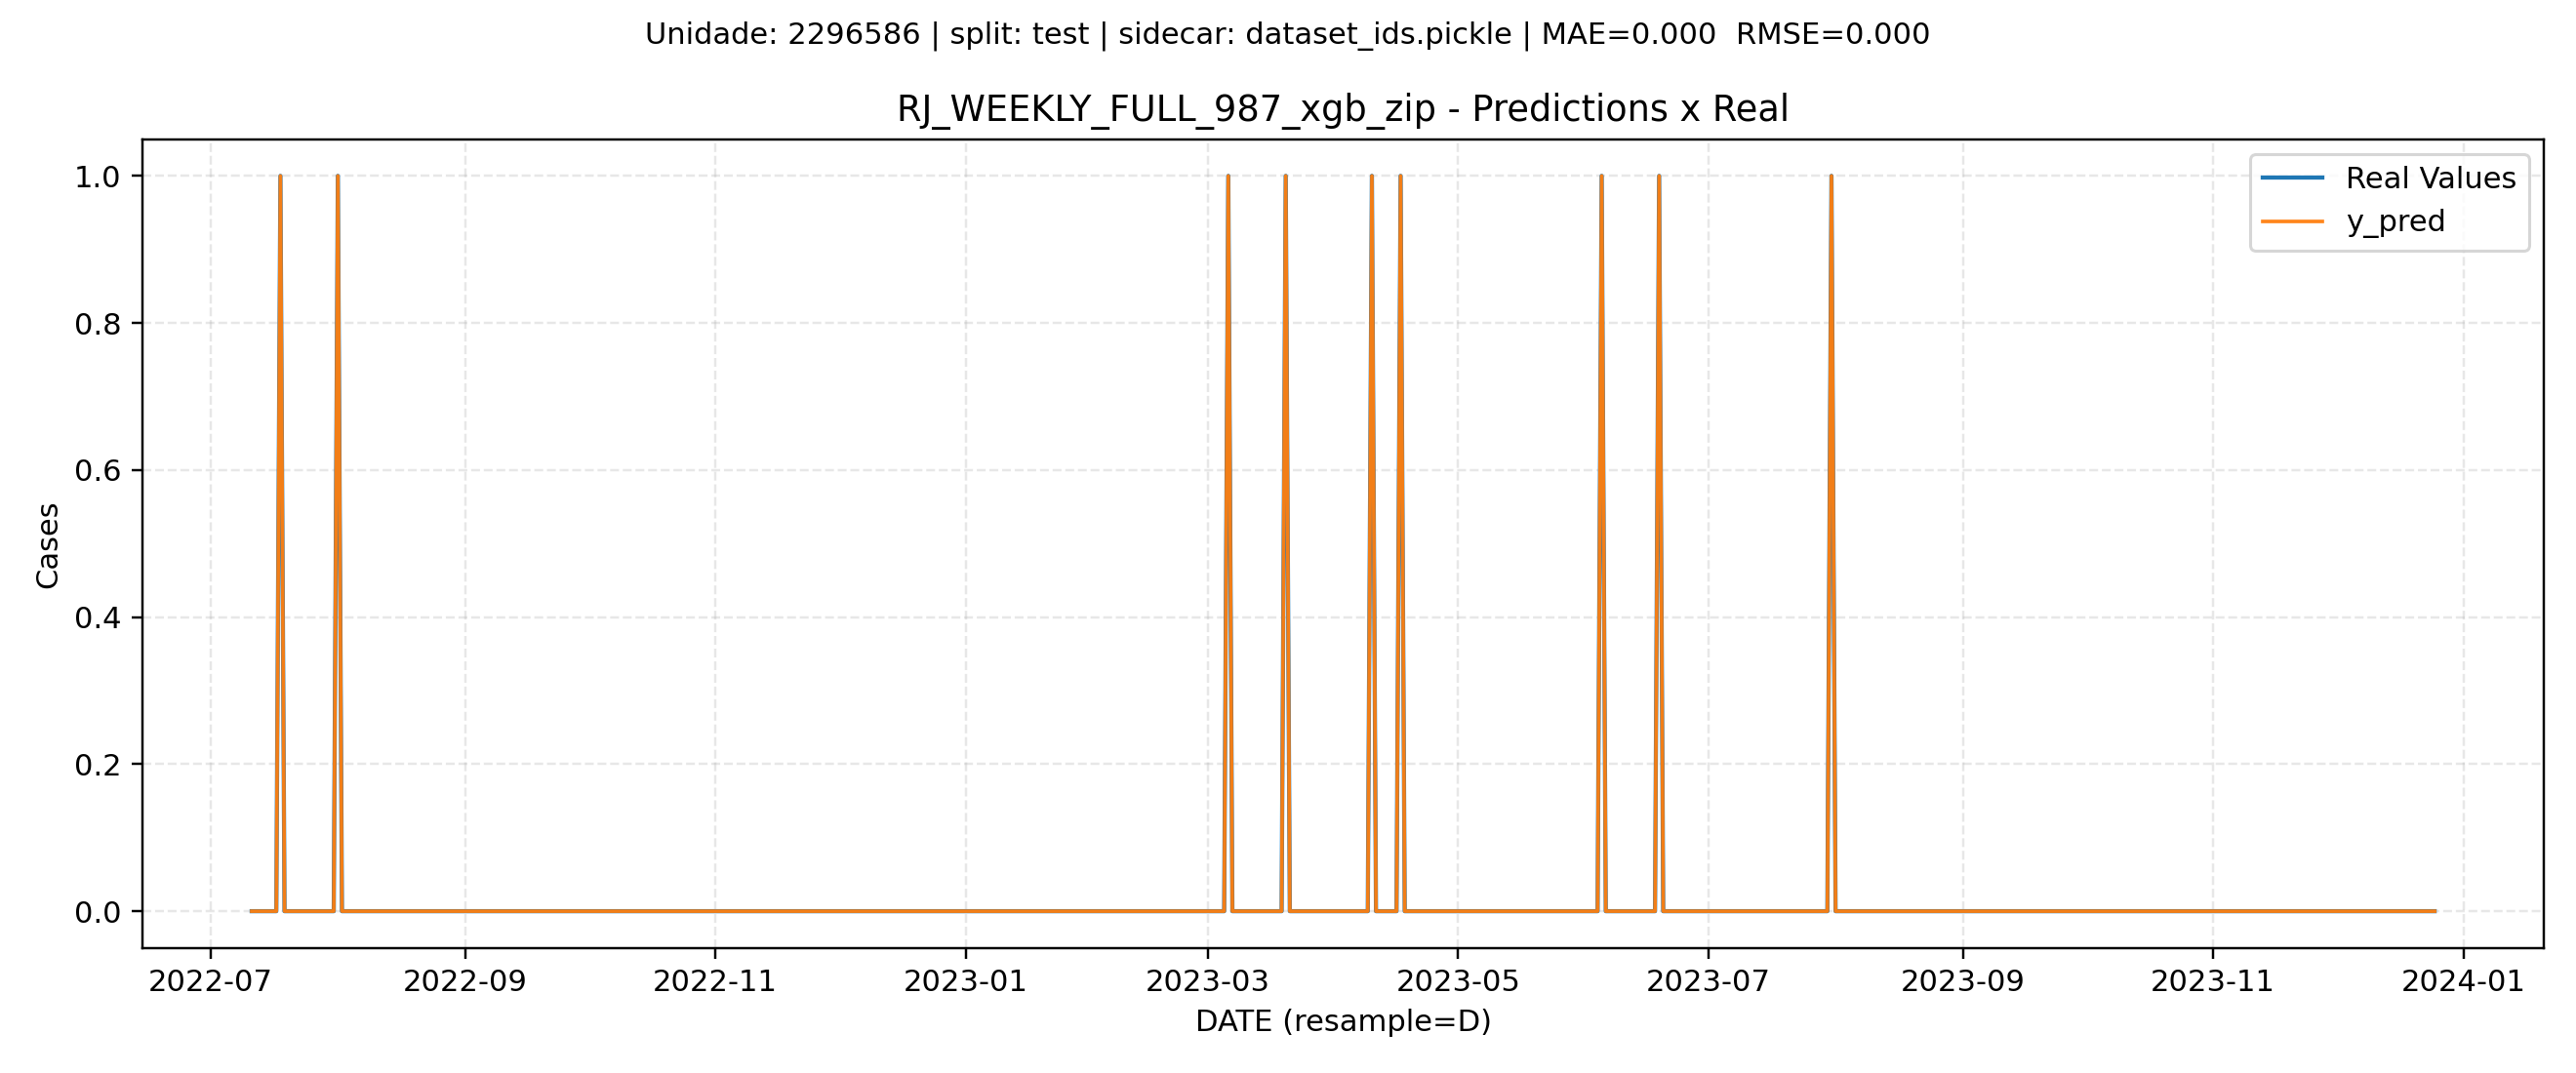 Unidade: 2296586 | split: test | sidecar: dataset_ids.pickle | MAE=0.000  RMSE=0.000
RJ_WEEKLY_FULL_987_xgb_zip - Predictions x Real
Real Values
y_pred
Cases
1.0
0.8
0.6
0.4
0.2
0.0
2022-07 2022-09 2022-11 2023-01 2023-03 2023-05 2023-07 2023-09 2023-11 2024-01
DATE (resample=D)